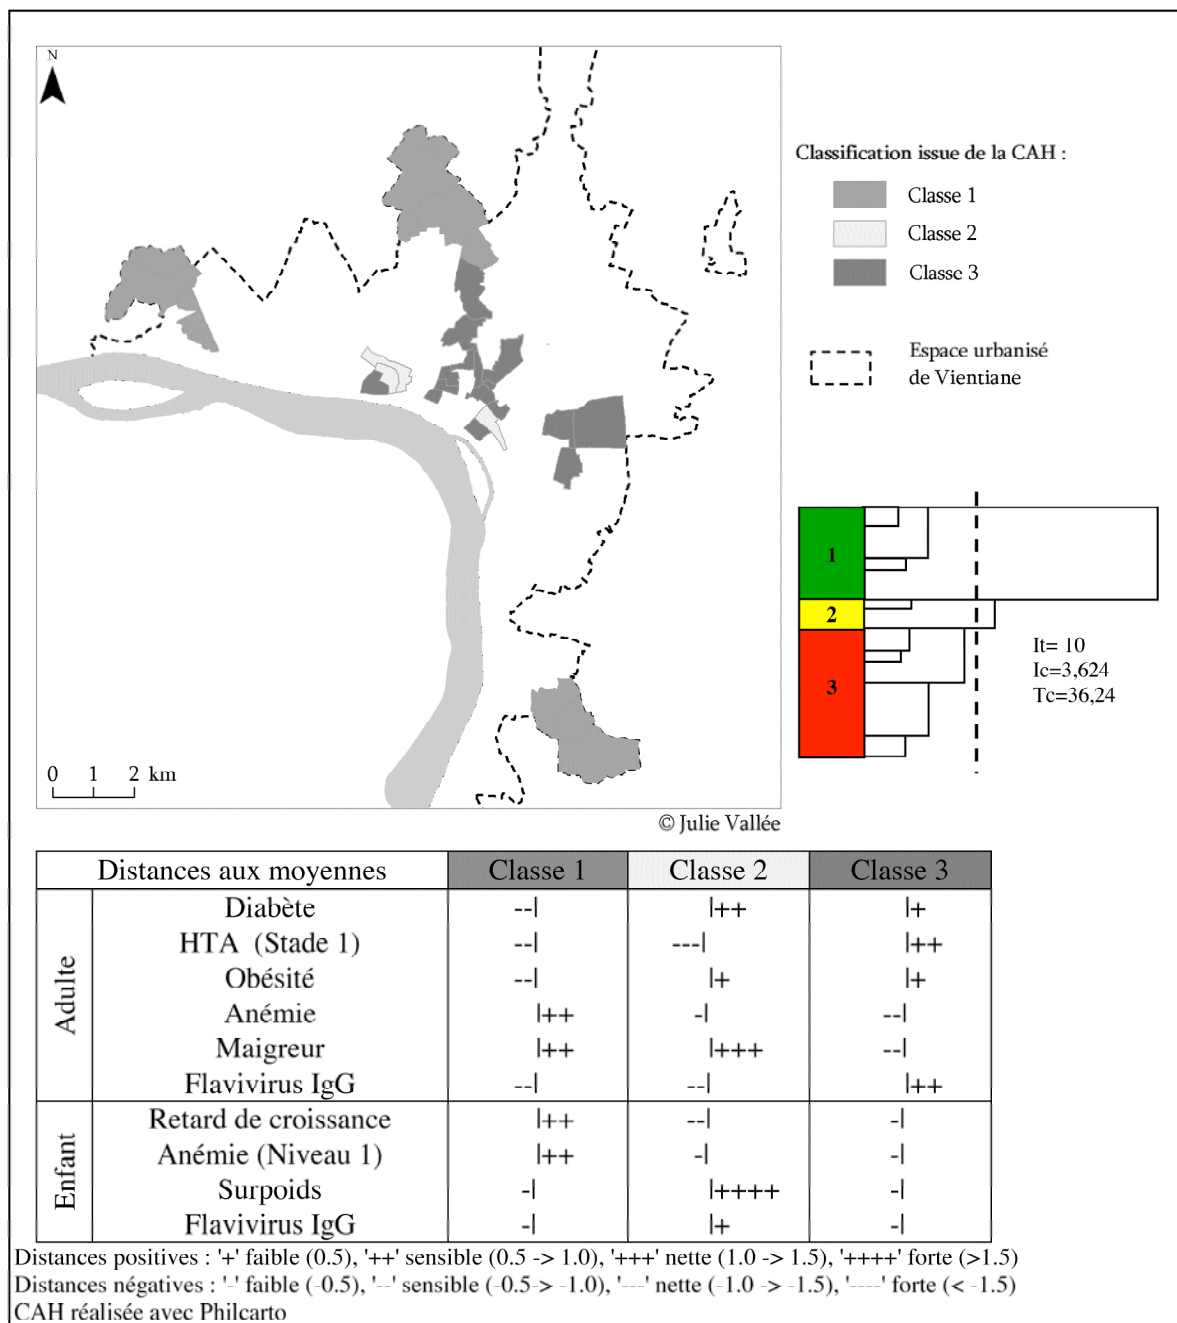 N
Classification issue de la CAH :
Classe 1
Classe 2
Classe 3
Espace urbanisé
de Vientiane
1
2
3
It= 10
Ic=3,624
Tc=36,24
0 1 2 km
© Julie Vallée
Distances aux moyennes Classe 1 Classe 2 Classe 3
Adulte
Diabète --| |++ |+
HTA (Stade 1) --| ---| |++
Obésité --| |+ |+
Anémie |++ -| --|
Maigreur |++ |+++ --|
Flavivirus IgG --| --| |++
Enfant
Retard de croissance |++ --| -|
Anémie (Niveau 1) |++ -| -|
Surpoids -| |++++ -|
Flavivirus IgG -| |+ -|
Distances positives : '+' faible (0.5), '++' sensible (0.5 -> 1.0), '+++' nette (1.0 -> 1.5), '++++' forte (>1.5)
Distances négatives : '-' faible (-0.5), '--' sensible (-0.5-> -1.0), '---' nette (-1.0 -> -1.5), '----' forte (< -1.5)
CAH réalisée avec Philcarto